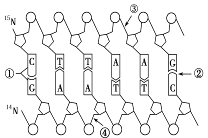 ¹⁵N ③
C T T A A G
① ②
G A A T T C
¹⁴N ④